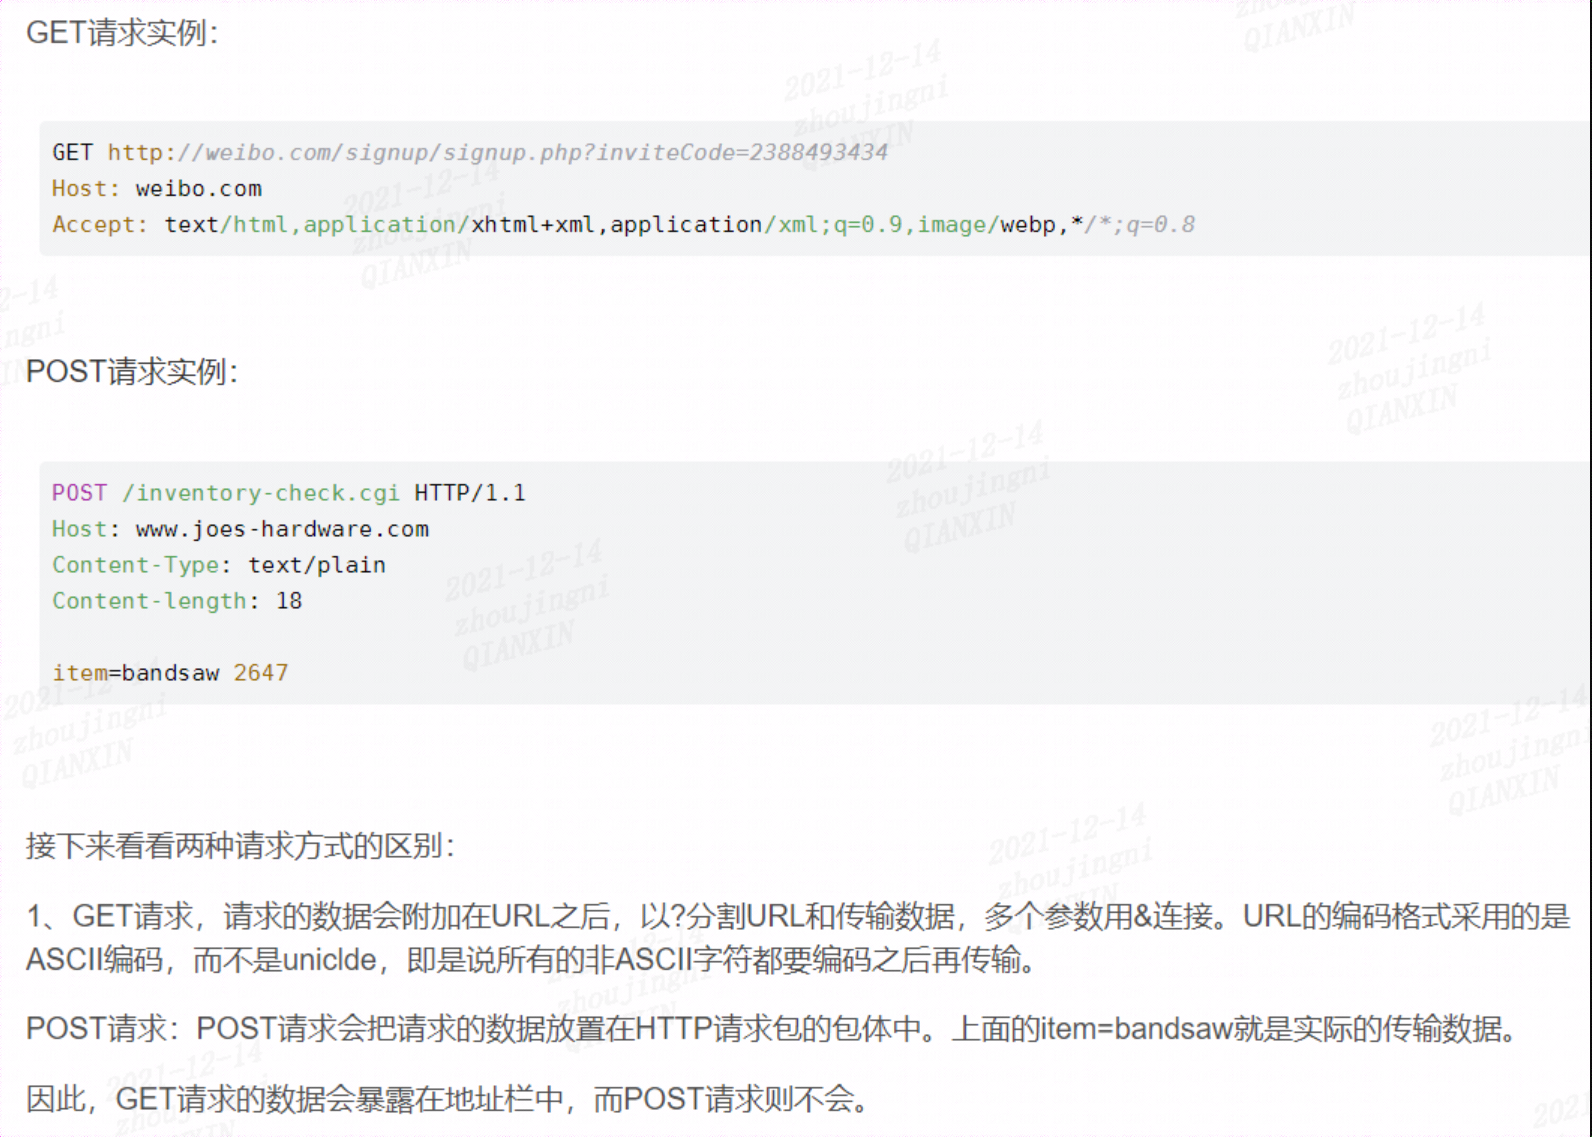 GET请求实例：
GET http://weibo.com/signup/signup.php?inviteCode=2388493434
Host: weibo.com
Accept: text/html,application/xhtml+xml,application/xml;q=0.9,image/webp,*/*;q=0.8
POST请求实例：
POST /inventory-check.cgi HTTP/1.1
Host: www.joes-hardware.com
Content-Type: text/plain
Content-length: 18
item=bandsaw 2647
接下来看看两种请求方式的区别：
1、GET请求，请求的数据会附加在URL之后，以?分割URL和传输数据，多个参数用&连接。URL的编码格式采用的是
ASCII编码，而不是uniclde，即是说所有的非ASCII字符都要编码之后再传输。
POST请求：POST请求会把请求的数据放置在HTTP请求包的包体中。上面的item=bandsaw就是实际的传输数据。
因此，GET请求的数据会暴露在地址栏中，而POST请求则不会。
2021-12-14
zhoujingni
QIANXIN